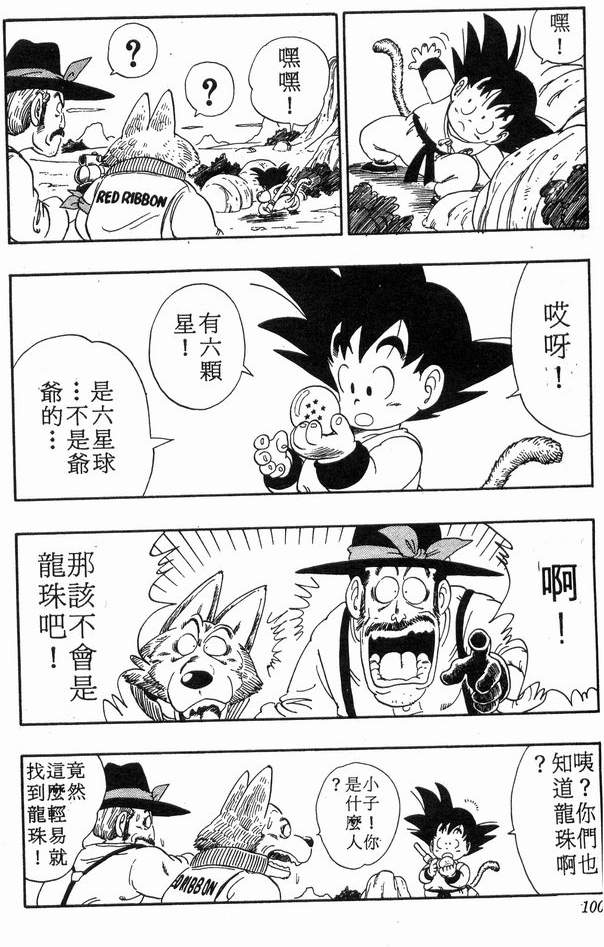 嘿！
嘿嘿！
？
？
RED RIBBON
哎呀！
有六顆
星！
是六星球
…不是爺
爺的…
啊！
那該不會是
龍珠吧！
咦？你們也
知道龍珠啊
？
小子！你
是什麼人
？
RED RIBBON
竟然
這麼輕易就
找到龍珠！
100